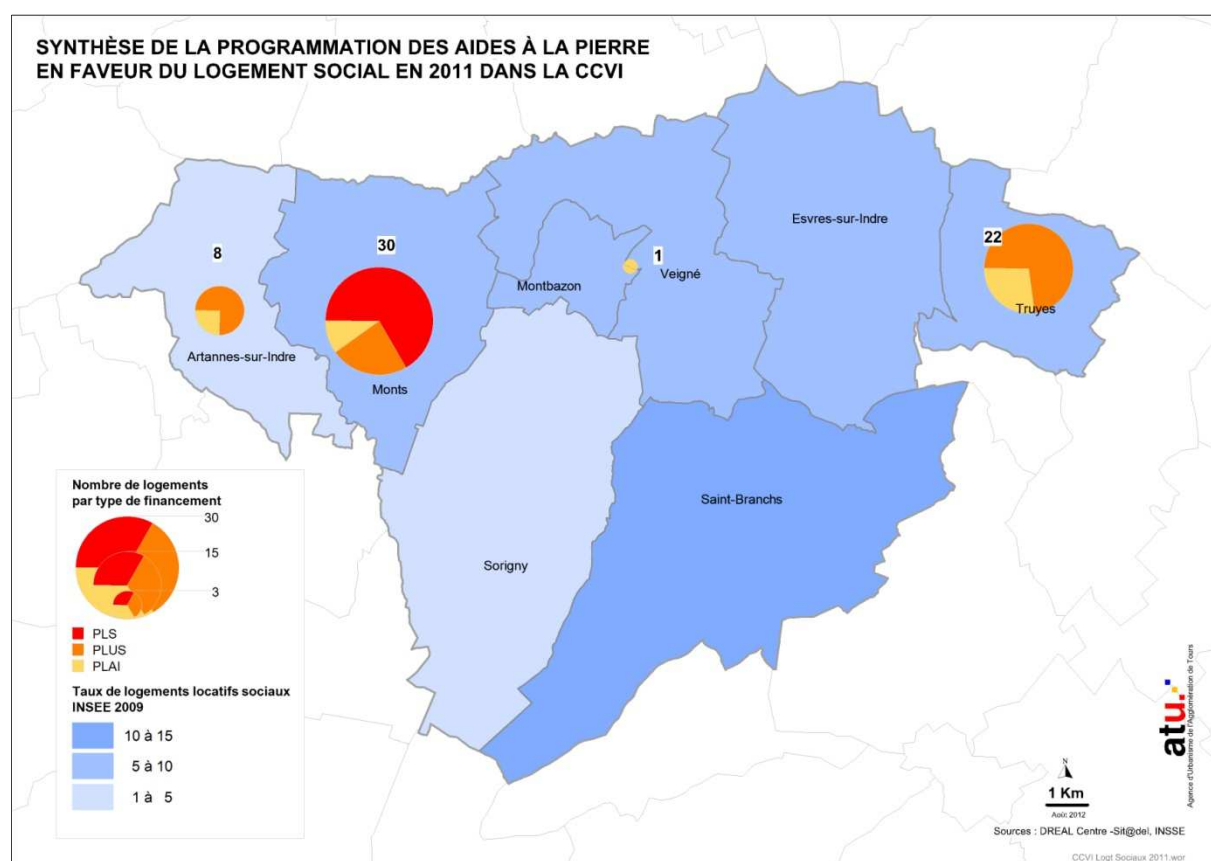 SYNTHÈSE DE LA PROGRAMMATION DES AIDES À LA PIERRE
EN FAVEUR DU LOGEMENT SOCIAL EN 2011 DANS LA CCVI
8
30
1
22
Artannes-sur-Indre
Monts
Montbazon
Veigné
Esvres-sur-Indre
Truyes
Sorigny
Saint-Branchs
Nombre de logements
par type de financement
30
15
3
PLS
PLUS
PLAI
Taux de logements locatifs sociaux
INSEE 2009
10 à 15
5 à 10
1 à 5
atu
Agence d'Urbanisme de l'Agglomération de Tours
N
1 Km
Août 2012
Sources : DREAL Centre -Sit@del, INSSE
CCVI Logt Sociaux 2011.wor